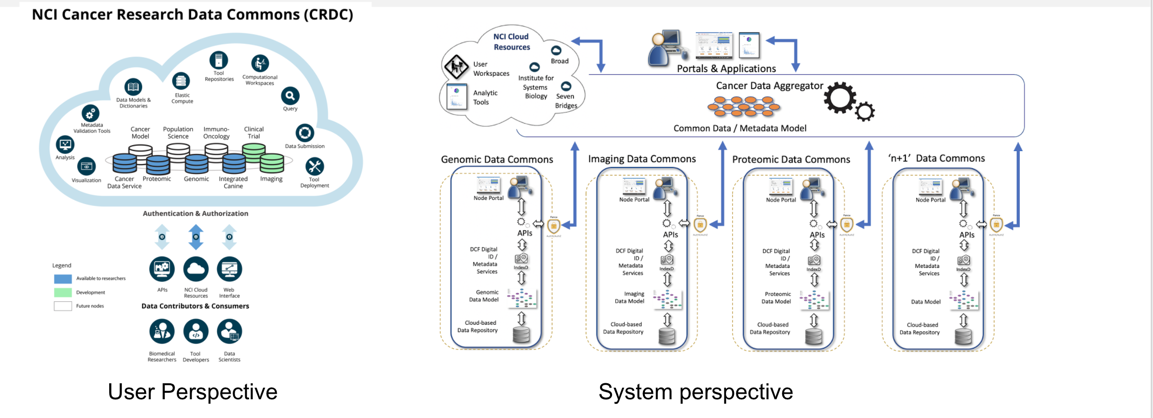 NCI Cancer Research Data Commons (CRDC)
Tool
Repositories
Computational
Workspaces
Elastic
Compute
Data Models &
Dictionaries
Query
Metadata
Validation Tools
Data Submission
Analysis
Visualization
Tool
Deployment
Cancer
Model
Population
Science
Immuno-
Oncology
Clinical
Trial
Cancer
Data Service
Proteomic
Genomic
Integrated
Canine
Imaging
Authentication & Authorization
Legend
Available to researchers
Development
Future nodes
APIs
NCI Cloud
Resources
Web
Interface
Data Contributors & Consumers
Biomedical
Researchers
Tool
Developers
Data
Scientists
User Perspective
NCI Cloud
Resources
User
Workspaces
Analytic
Tools
Broad
Institute for
Systems
Biology
Seven
Bridges
Portals & Applications
Cancer Data Aggregator
Common Data / Metadata Model
Genomic Data Commons
Node Portal
APIs
DCF Digital
ID /
Metadata
Services
IndexD
Genomic
Data Model
Cloud-based
Data Repository
Imaging Data Commons
Node Portal
APIs
DCF Digital
ID /
Metadata
Services
IndexD
Imaging
Data Model
Cloud-based
Data Repository
Proteomic Data Commons
Node Portal
APIs
DCF Digital
ID /
Metadata
Services
IndexD
Proteomic
Data Model
Cloud-based
Data Repository
'n+1' Data Commons
Node Portal
APIs
DCF Digital
ID /
Metadata
Services
IndexD
Data Model
Cloud-based
Data Repository
System perspective